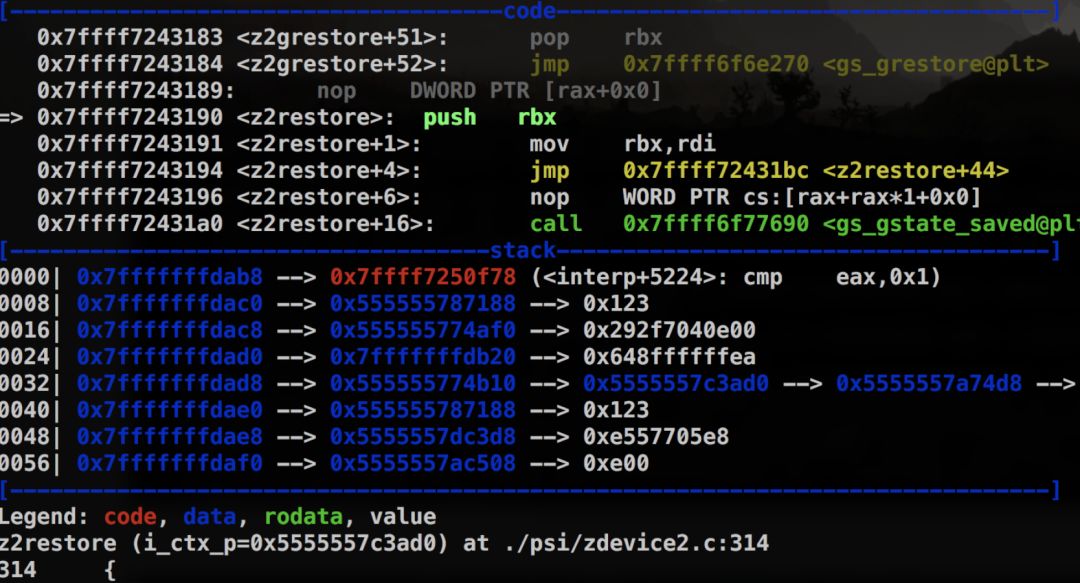 [------code------]
0x7ffff7243183 <z2grestore+51>: pop rbx
0x7ffff7243184 <z2grestore+52>: jmp 0x7ffff6f6e270 <gs_grestore@plt>
0x7ffff7243189: nop DWORD PTR [rax+0x0]
=> 0x7ffff7243190 <z2restore>: push rbx
0x7ffff7243191 <z2restore+1>: mov rbx,rdi
0x7ffff7243194 <z2restore+4>: jmp 0x7ffff72431bc <z2restore+44>
0x7ffff7243196 <z2restore+6>: nop WORD PTR cs:[rax+rax*1+0x0]
0x7ffff72431a0 <z2restore+16>: call 0x7ffff6f77690 <gs_gstate_saved@plt
[------stack------]
0000| 0x7fffffffdab8 --> 0x7ffff7250f78 (<interp+5224>: cmp eax,0x1)
0008| 0x7fffffffdac0 --> 0x555555787188 --> 0x123
0016| 0x7fffffffdac8 --> 0x555555774af0 --> 0x292f7040e00
0024| 0x7fffffffdad0 --> 0x7fffffffdb20 --> 0x648ffffffea
0032| 0x7fffffffdad8 --> 0x555555774b10 --> 0x5555557c3ad0 --> 0x5555557a74d8 -->
0040| 0x7fffffffdae0 --> 0x555555787188 --> 0x123
0048| 0x7fffffffdae8 --> 0x5555557dc3d8 --> 0xe557705e8
0056| 0x7fffffffdaf0 --> 0x5555557ac508 --> 0xe00
[------------]
Legend: code, data, rodata, value
z2restore (i_ctx_p=0x5555557c3ad0) at ./psi/zdevice2.c:314
314 {